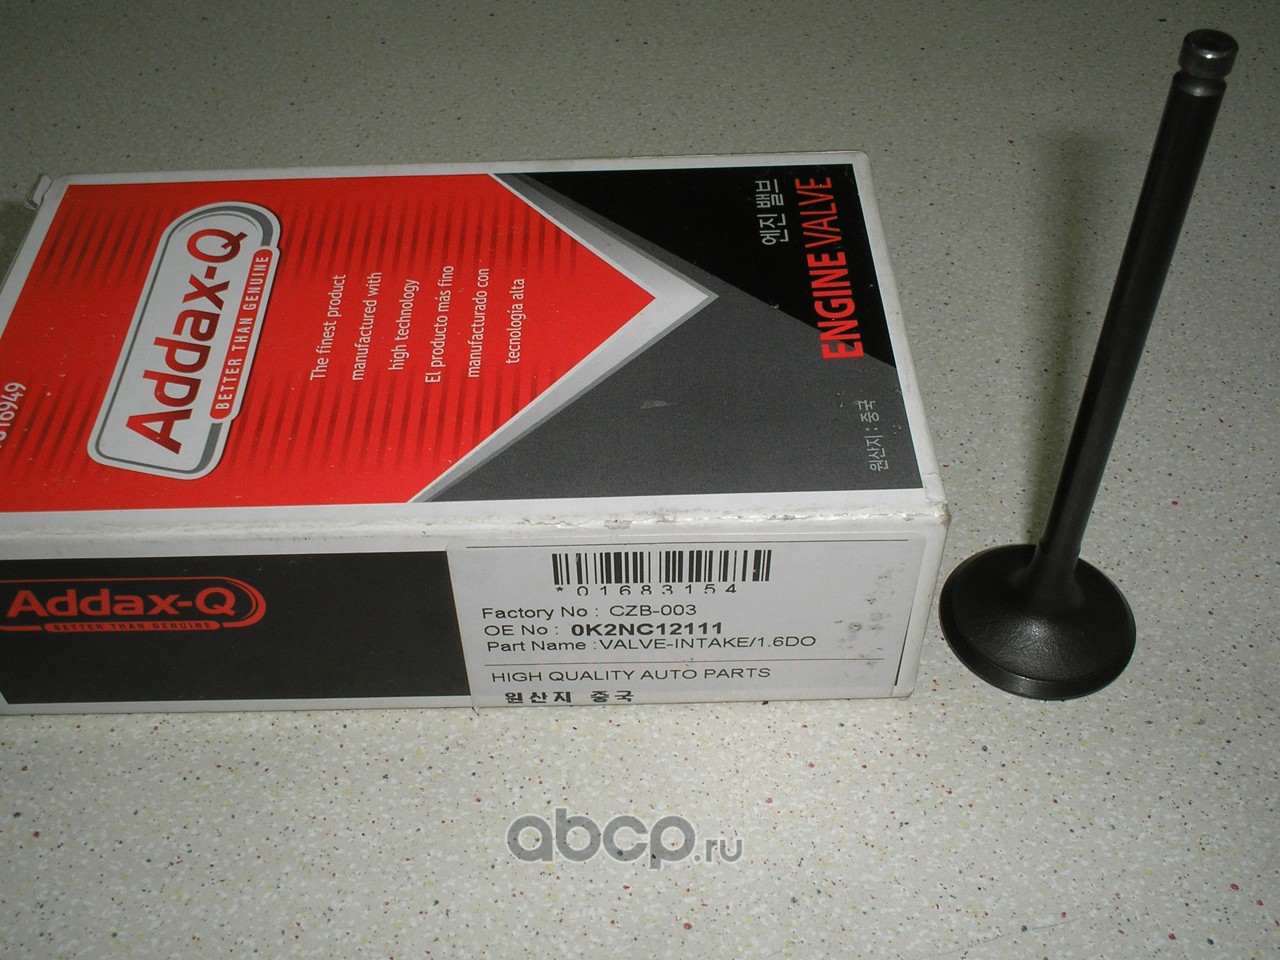 Addax-Q
BETTER THAN GENUINE
The finest product
manufactured with
high technology
El producto más fino
manufacturado con
tecnologia alta
엔진 밸브
ENGINE VALVE
원산지 : 중국
Addax-Q
BETTER THAN GENUINE
*01683154
Factory No : CZB-003
OE No : 0K2NC12111
Part Name :VALVE-INTAKE/1.6DO
HIGH QUALITY AUTO PARTS
원산지 중국
abcp.ru